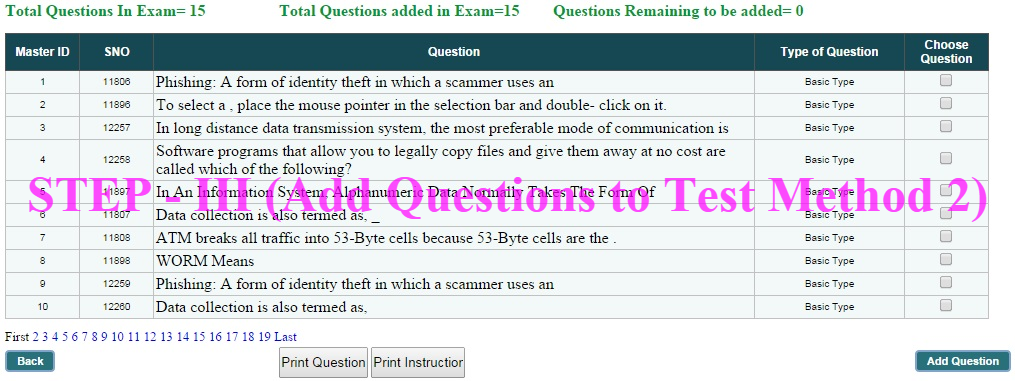 Total Questions In Exam= 15 Total Questions added in Exam=15 Questions Remaining to be added= 0
Master ID SNO Question Type of Question Choose Question
1 11806 Phishing: A form of identity theft in which a scammer uses an Basic Type
2 11896 To select a , place the mouse pointer in the selection bar and double- click on it. Basic Type
3 12257 In long distance data transmission system, the most preferable mode of communication is Basic Type
4 12258 Software programs that allow you to legally copy files and give them away at no cost are
called which of the following? Basic Type
5 11897 In An Information System, Alphanumeric Data Normally Takes The Form Of Basic Type
STEP - III (Add Questions to Test Method 2)
6 11807 Data collection is also termed as, _ Basic Type
7 11808 ATM breaks all traffic into 53-Byte cells because 53-Byte cells are the . Basic Type
8 11898 WORM Means Basic Type
9 12259 Phishing: A form of identity theft in which a scammer uses an Basic Type
10 12260 Data collection is also termed as, Basic Type
First 2 3 4 5 6 7 8 9 10 11 12 13 14 15 16 17 18 19 Last
Back Print Question Print Instruction Add Question